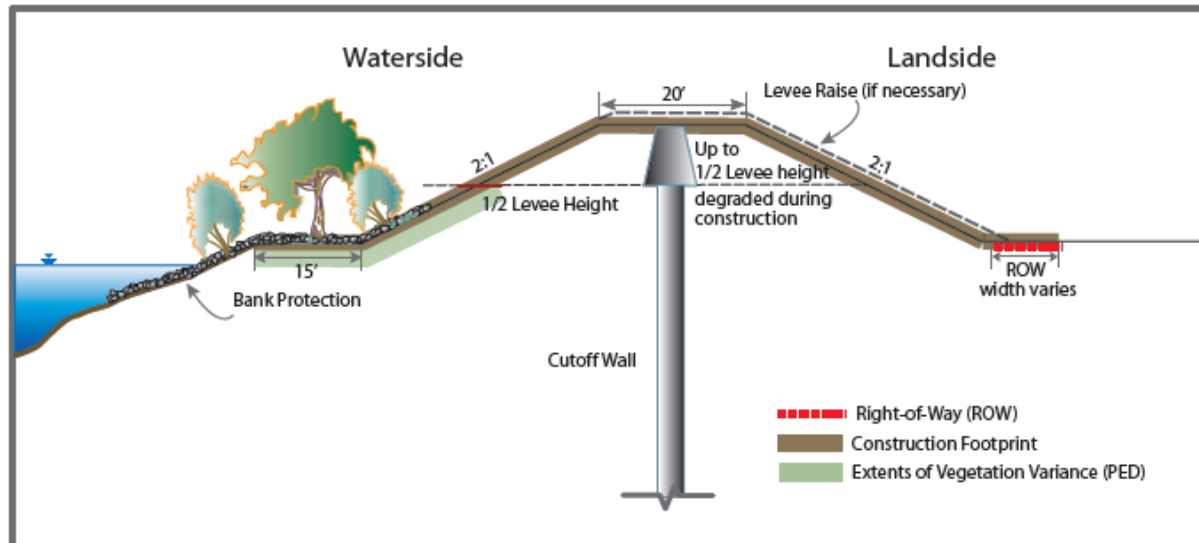 Waterside
Landside
20'
Levee Raise (if necessary)
2:1
2:1
Up to
1/2 Levee height
degraded during
construction
1/2 Levee Height
15'
Bank Protection
ROW
width varies
Cutoff Wall
Right-of-Way (ROW)
Construction Footprint
Extents of Vegetation Variance (PED)